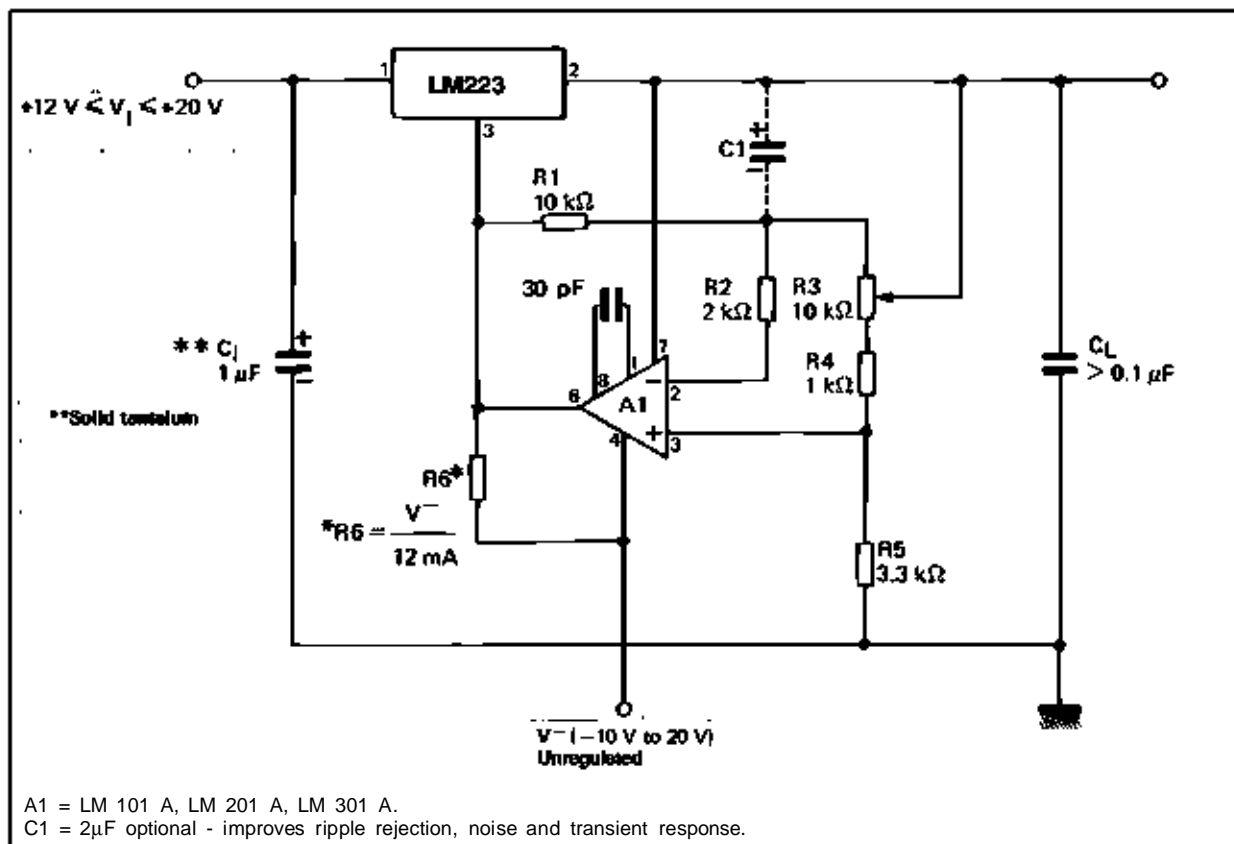 1
LM223
2
+12 V ≤ VI ≤ +20 V
3
C1
+
−
R1
10 kΩ
30 pF
R2
2 kΩ
R3
10 kΩ
** CI
1 μF
+
−
R4
1 kΩ
CL
> 0.1 μF
7
1
8
6
A1
−
2
4
+
3
**Solid tantalum
R6*
*R6 = V−
12 mA
R5
3.3 kΩ
V− (−10 V to 20 V)
Unregulated
A1 = LM 101 A, LM 201 A, LM 301 A.
C1 = 2μF optional - improves ripple rejection, noise and transient response.